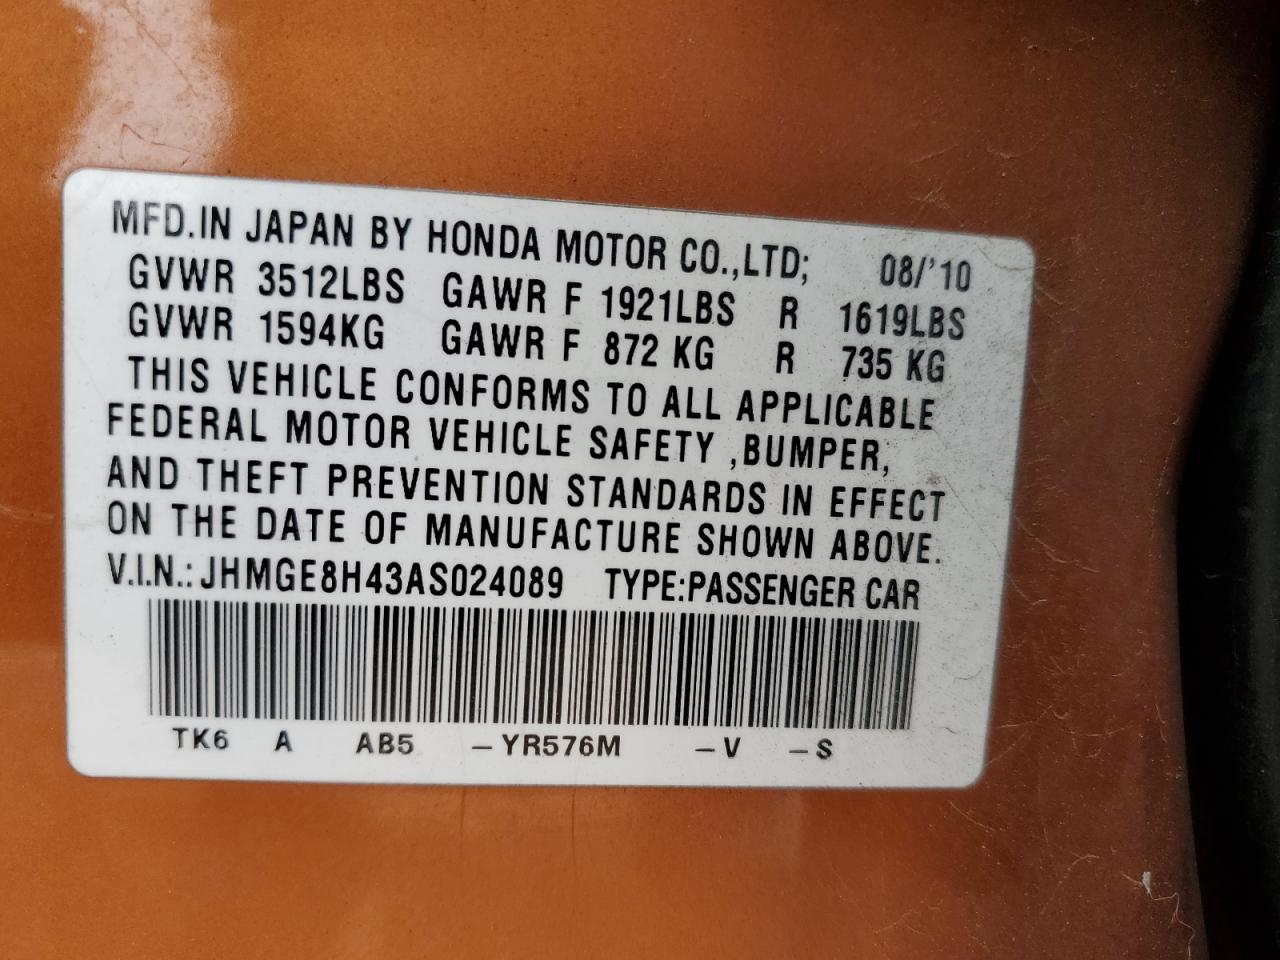 MFD.IN JAPAN BY HONDA MOTOR CO.,LTD; 08/'10
GVWR 3512LBS GAWR F 1921LBS R 1619LBS
GVWR 1594KG GAWR F 872 KG R 735 KG
THIS VEHICLE CONFORMS TO ALL APPLICABLE
FEDERAL MOTOR VEHICLE SAFETY ,BUMPER,
AND THEFT PREVENTION STANDARDS IN EFFECT
ON THE DATE OF MANUFACTURE SHOWN ABOVE.
V.I.N.:JHMGE8H43AS024089 TYPE:PASSENGER CAR
TK6 A AB5 -YR576M -V -S